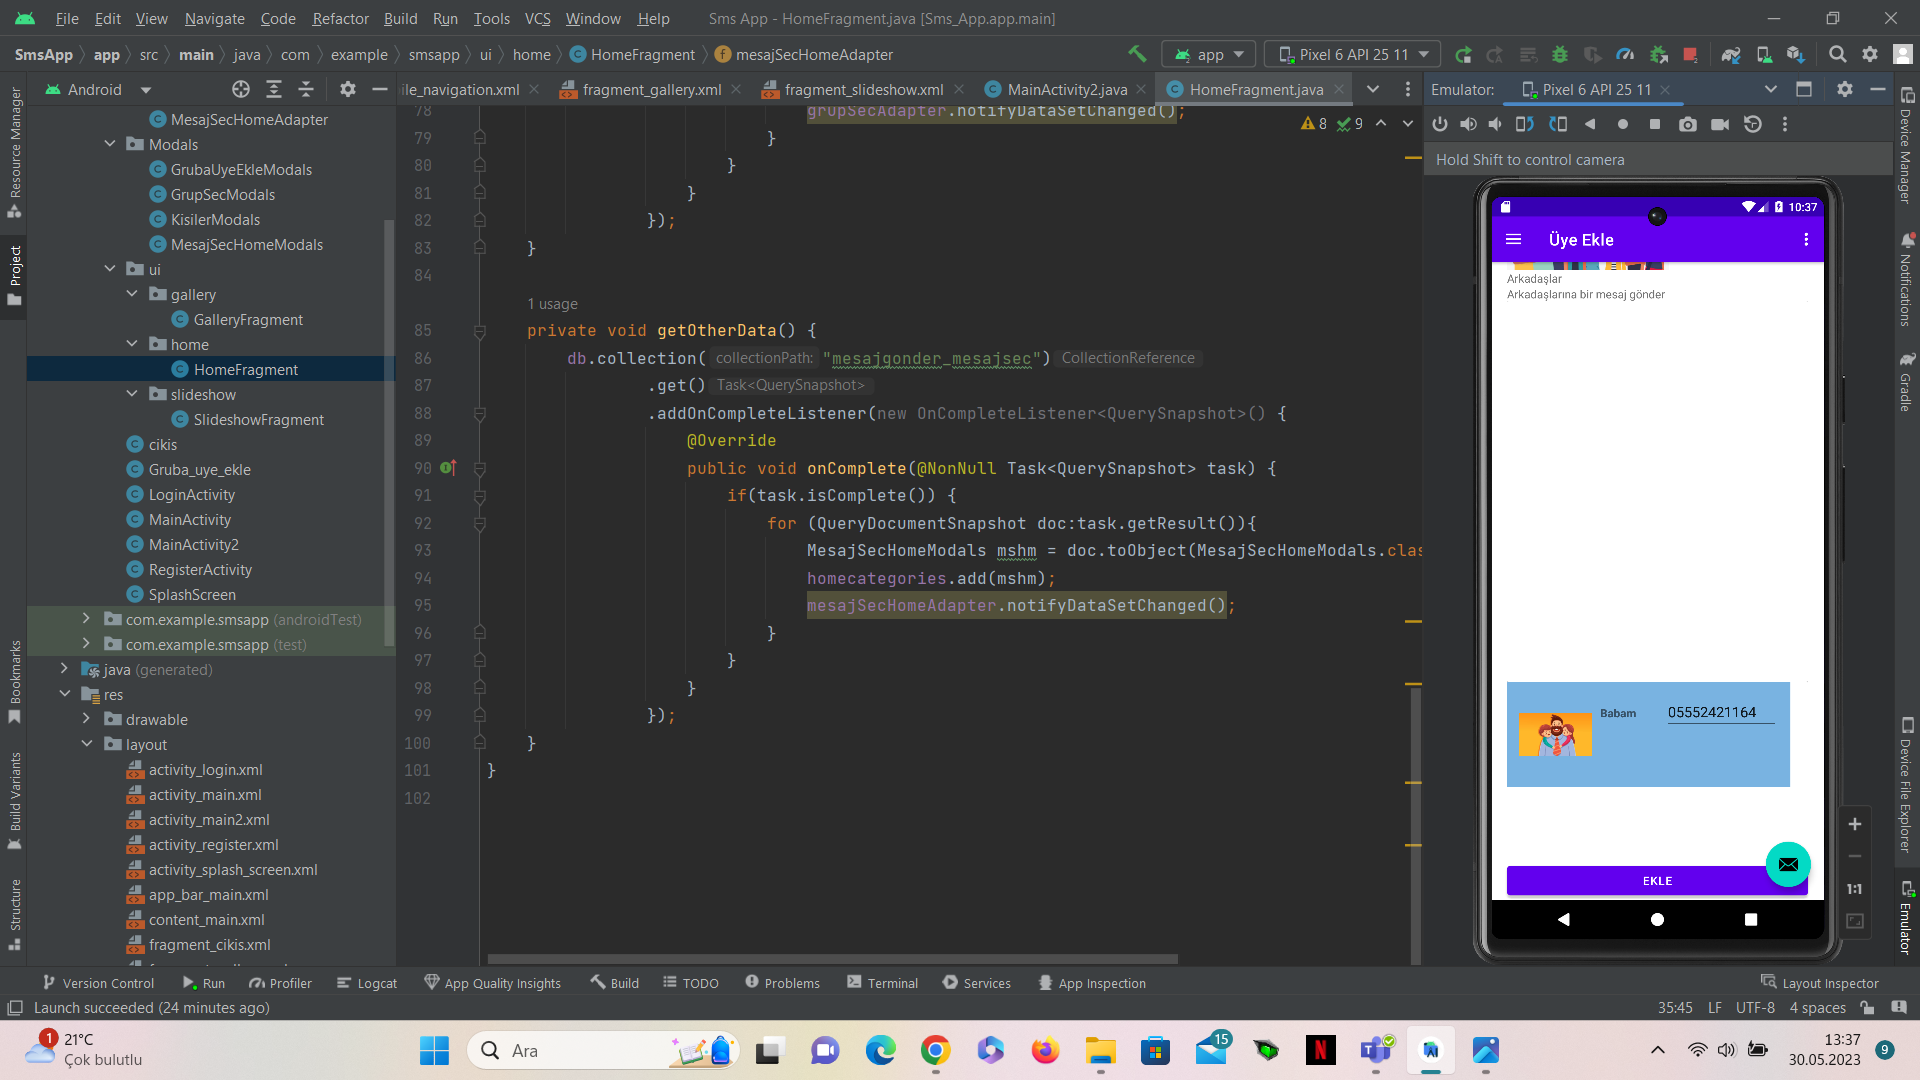 File Edit View Navigate Code Refactor Build Run Tools VCS Window Help Sms App - HomeFragment.java [Sms_App.app.main]
SmsApp app src main java com example smsapp ui home HomeFragment mesajSecHomeAdapter app Pixel 6 API 25 11
Android
ile_navigation.xml fragment_gallery.xml fragment_slideshow.xml MainActivity2.java HomeFragment.java
Emulator: Pixel 6 API 25 11
Hold Shift to control camera
Resource Manager
Project
Bookmarks
Build Variants
Structure
MesajSecHomeAdapter
Modals
GrubaUyeEkleModals
GrupSecModals
KisilerModals
MesajSecHomeModals
ui
gallery
GalleryFragment
home
HomeFragment
slideshow
SlideshowFragment
cikis
Gruba_uye_ekle
LoginActivity
MainActivity
MainActivity2
RegisterActivity
SplashScreen
com.example.smsapp (androidTest)
com.example.smsapp (test)
java (generated)
res
drawable
layout
activity_login.xml
activity_main.xml
activity_main2.xml
activity_register.xml
activity_splash_screen.xml
app_bar_main.xml
content_main.xml
fragment_cikis.xml
8 9
78 grupSecAdapter.notifyDataSetChanged();
79 }
80 }
81 }
82 });
83 }
84
1 usage
85 private void getOtherData() {
86 db.collection( collectionPath: "mesajgonder_mesajsec") CollectionReference
87 .get() Task<QuerySnapshot>
88 .addOnCompleteListener(new OnCompleteListener<QuerySnapshot>() {
89 @Override
90 public void onComplete(@NonNull Task<QuerySnapshot> task) {
91 if(task.isComplete()) {
92 for (QueryDocumentSnapshot doc:task.getResult()){
93 MesajSecHomeModals mshm = doc.toObject(MesajSecHomeModals.clas
94 homecategories.add(mshm);
95 mesajSecHomeAdapter.notifyDataSetChanged();
96 }
97 }
98 }
99 });
100 }
101 }
102
10:37
Üye Ekle
Arkadaşlar
Arkadaşlarına bir mesaj gönder
Babam 05552421164
EKLE
1:1
Device Manager
Notifications
Gradle
Device File Explorer
Emulator
Version Control Run Profiler Logcat App Quality Insights Build TODO Problems Terminal Services App Inspection Layout Inspector
Launch succeeded (24 minutes ago) 35:45 LF UTF-8 4 spaces
1
21°C
Çok bulutlu
Ara
15
13:37
30.05.2023
9